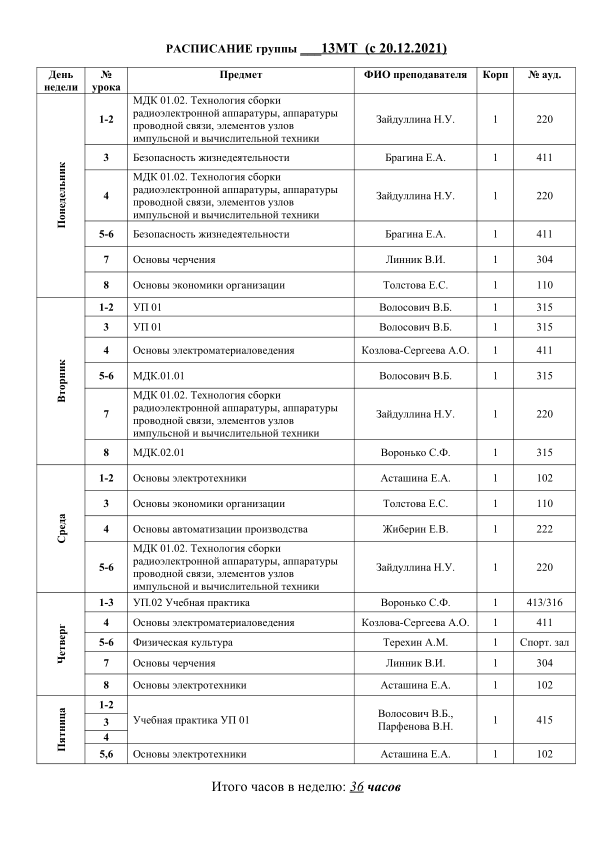 РАСПИСАНИЕ группы ___13МТ (с 20.12.2021)
День недели № урока Предмет ФИО преподавателя Корп № ауд.
Понедельник
1-2 МДК 01.02. Технология сборки
радиоэлектронной аппаратуры, аппаратуры
проводной связи, элементов узлов
импульсной и вычислительной техники Зайдуллина Н.У. 1 220
3 Безопасность жизнедеятельности Брагина Е.А. 1 411
4 МДК 01.02. Технология сборки
радиоэлектронной аппаратуры, аппаратуры
проводной связи, элементов узлов
импульсной и вычислительной техники Зайдуллина Н.У. 1 220
5-6 Безопасность жизнедеятельности Брагина Е.А. 1 411
7 Основы черчения Линник В.И. 1 304
8 Основы экономики организации Толстова Е.С. 1 110
Вторник
1-2 УП 01 Волосович В.Б. 1 315
3 УП 01 Волосович В.Б. 1 315
4 Основы электроматериаловедения Козлова-Сергеева А.О. 1 411
5-6 МДК.01.01 Волосович В.Б. 1 315
7 МДК 01.02. Технология сборки
радиоэлектронной аппаратуры, аппаратуры
проводной связи, элементов узлов
импульсной и вычислительной техники Зайдуллина Н.У. 1 220
8 МДК.02.01 Воронько С.Ф. 1 315
Среда
1-2 Основы электротехники Асташина Е.А. 1 102
3 Основы экономики организации Толстова Е.С. 1 110
4 Основы автоматизации производства Жиберин Е.В. 1 222
5-6 МДК 01.02. Технология сборки
радиоэлектронной аппаратуры, аппаратуры
проводной связи, элементов узлов
импульсной и вычислительной техники Зайдуллина Н.У. 1 220
Четверг
1-3 УП.02 Учебная практика Воронько С.Ф. 1 413/316
4 Основы электроматериаловедения Козлова-Сергеева А.О. 1 411
5-6 Физическая культура Терехин А.М. 1 Спорт. зал
7 Основы черчения Линник В.И. 1 304
8 Основы электротехники Асташина Е.А. 1 102
Пятница
1-2
3 Учебная практика УП 01 Волосович В.Б.,
Парфенова В.Н. 1 415
4
5,6 Основы электротехники Асташина Е.А. 1 102
Итого часов в неделю: 36 часов